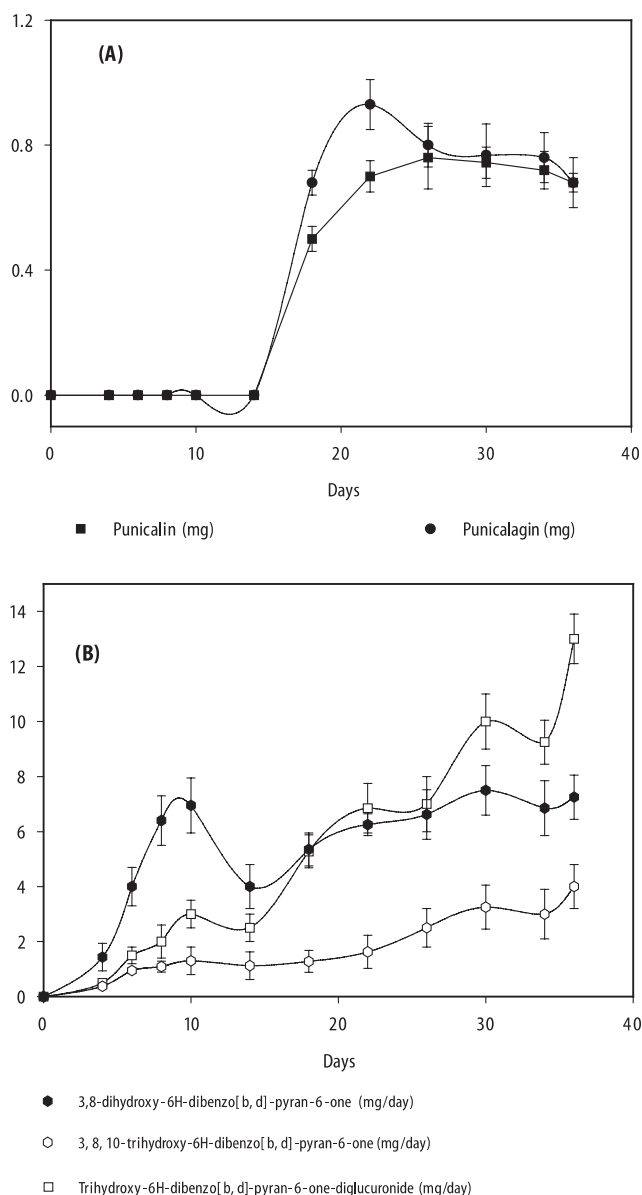 1.2
(A)
0.8
0.4
0.0
0 10 20 30 40
Days
Punicalin (mg) Punicalagin (mg)
14
(B)
12
10
8
6
4
2
0
0 10 20 30 40
Days
3,8-dihydroxy-6H-dibenzo[ b, d]-pyran-6-one (mg/day)
3, 8, 10-trihydroxy-6H-dibenzo[ b, d]-pyran-6-one (mg/day)
Trihydroxy-6H-dibenzo[ b, d]-pyran-6-one-diglucuronide (mg/day)